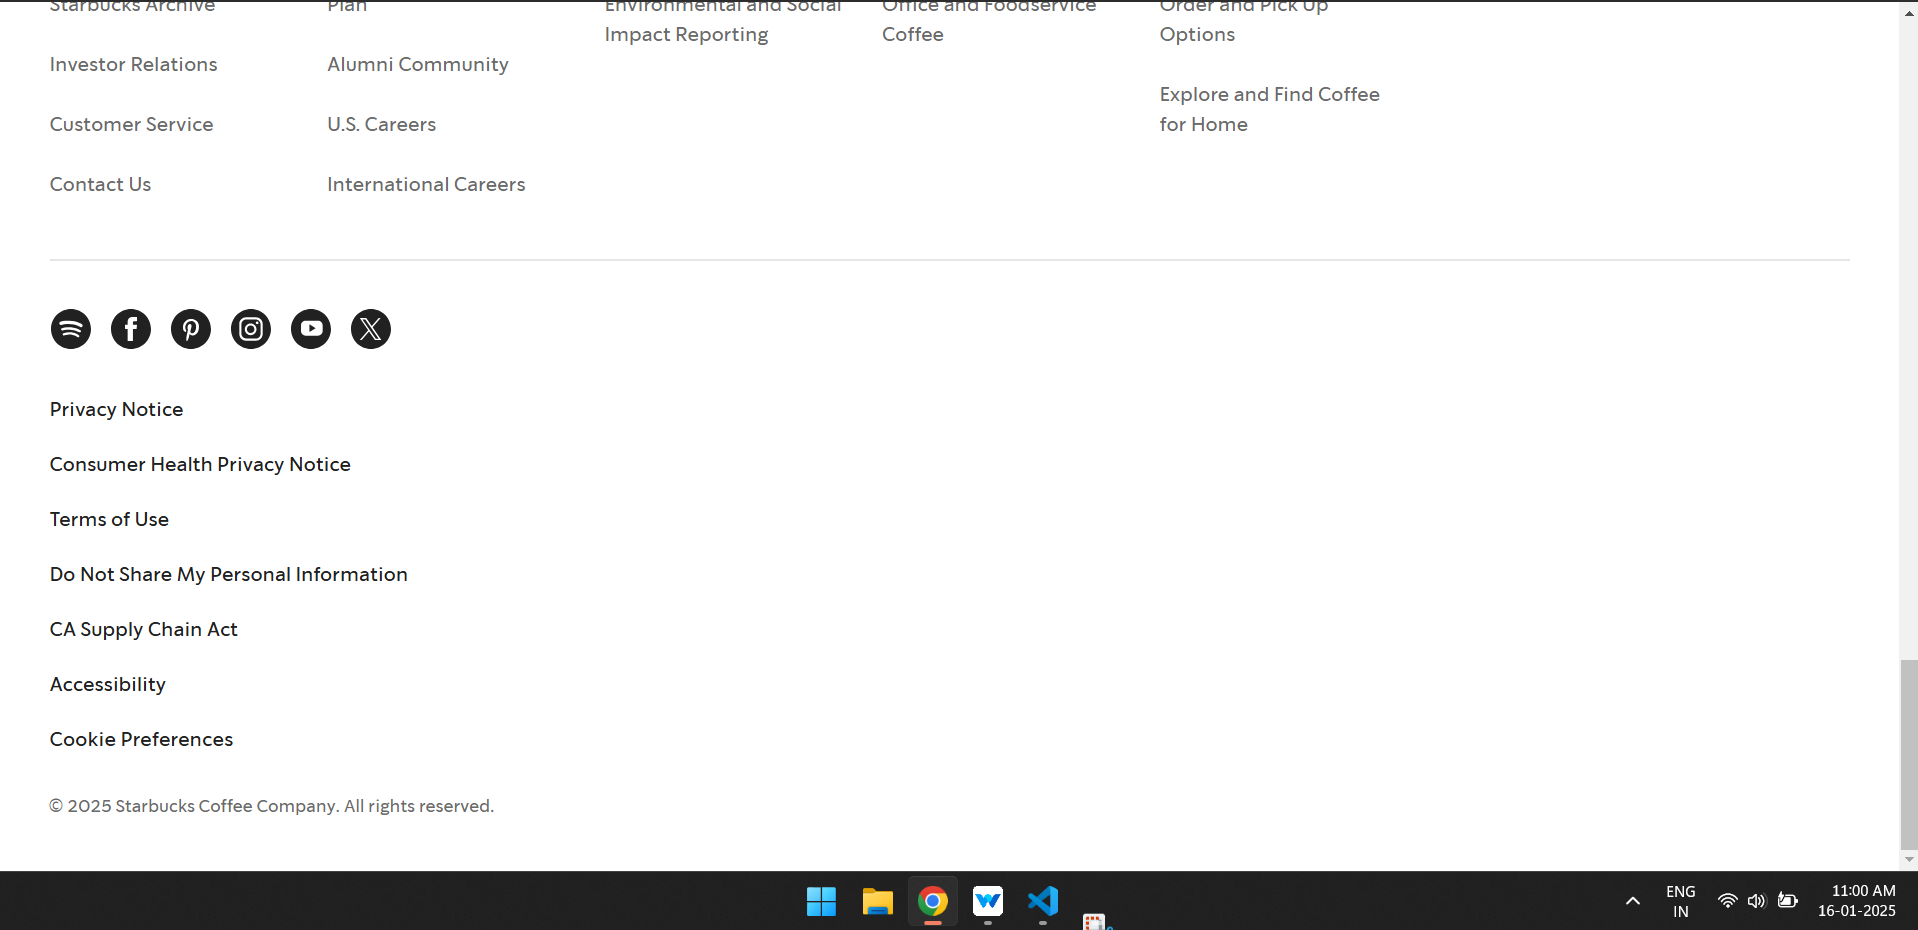 Starbucks Archive
Investor Relations
Customer Service
Contact Us
Plan
Alumni Community
U.S. Careers
International Careers
Environmental and Social
Impact Reporting
Office and Foodservice
Coffee
Order and Pick Up
Options
Explore and Find Coffee
for Home
Privacy Notice
Consumer Health Privacy Notice
Terms of Use
Do Not Share My Personal Information
CA Supply Chain Act
Accessibility
Cookie Preferences
© 2025 Starbucks Coffee Company. All rights reserved.
ENG
IN
11:00 AM
16-01-2025